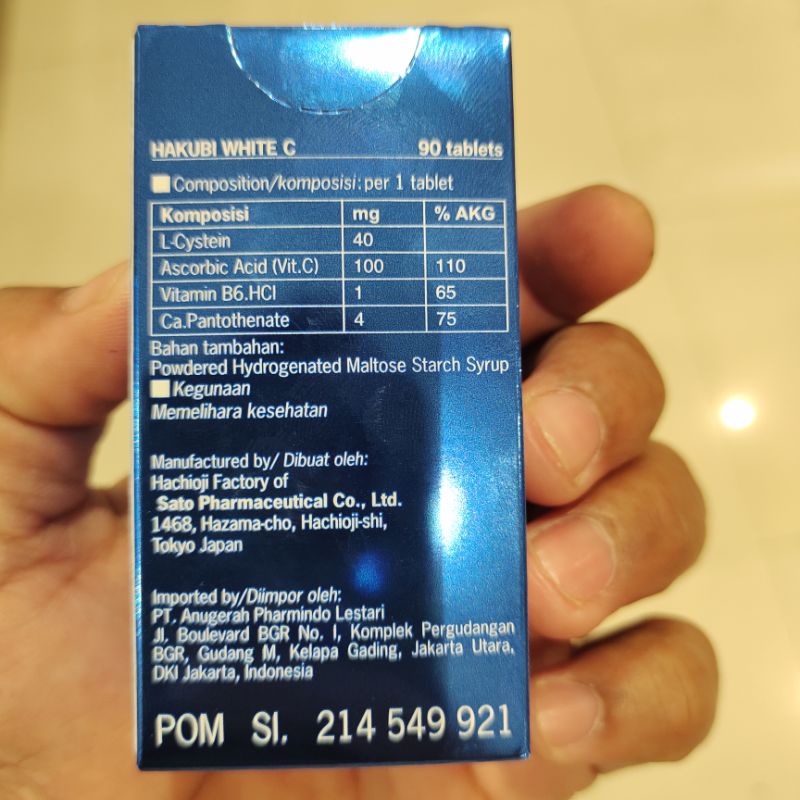 HAKUBI WHITE C 90 tablets
Composition/komposisi: per 1 tablet
Komposisi mg % AKG
L-Cystein 40
Ascorbic Acid (Vit.C) 100 110
Vitamin B6.HCl 1 65
Ca.Pantothenate 4 75
Bahan tambahan:
Powdered Hydrogenated Maltose Starch Syrup
Kegunaan
Memelihara kesehatan
Manufactured by/ Dibuat oleh:
Hachioji Factory of
Sato Pharmaceutical Co., Ltd.
1468, Hazama-cho, Hachioji-shi,
Tokyo Japan
Imported by/Diimpor oleh:
PT. Anugerah Pharmindo Lestari
Jl. Boulevard BGR No. I, Komplek Pergudangan
BGR, Gudang M, Kelapa Gading, Jakarta Utara,
DKI Jakarta, Indonesia
POM SI. 214 549 921